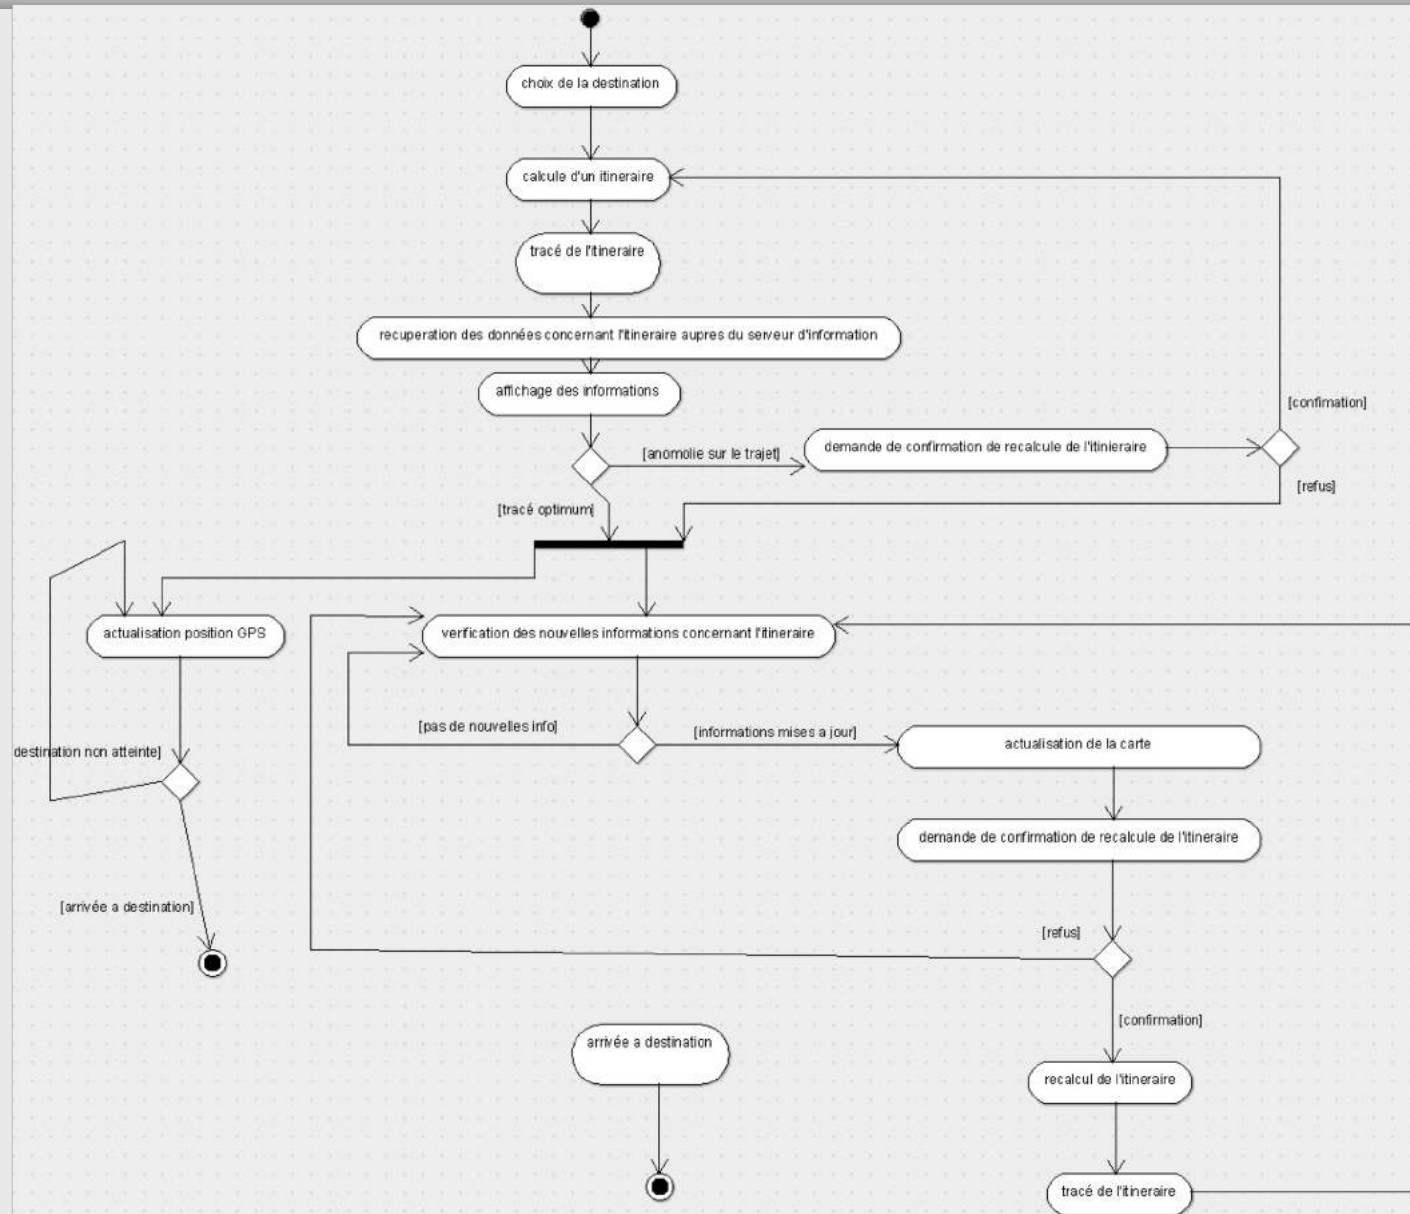 choix de la destination
calcule d'un itineraire
tracé de l'itineraire
recuperation des données concernant l'itineraire aupres du serveur d'information
affichage des informations
[confimation]
[anomolie sur le trajet]
demande de confirmation de recalcule de l'itinieraire
[refus]
[tracé optimum]
actualisation position GPS
verification des nouvelles informations concernant l'itineraire
[pas de nouvelles info]
[informations mises a jour]
actualisation de la carte
destination non atteinte]
demande de confirmation de recalcule de l'itineraire
[arrivée a destination]
[refus]
[confirmation]
arrivée a destination
recalcul de l'itineraire
tracé de l'itineraire